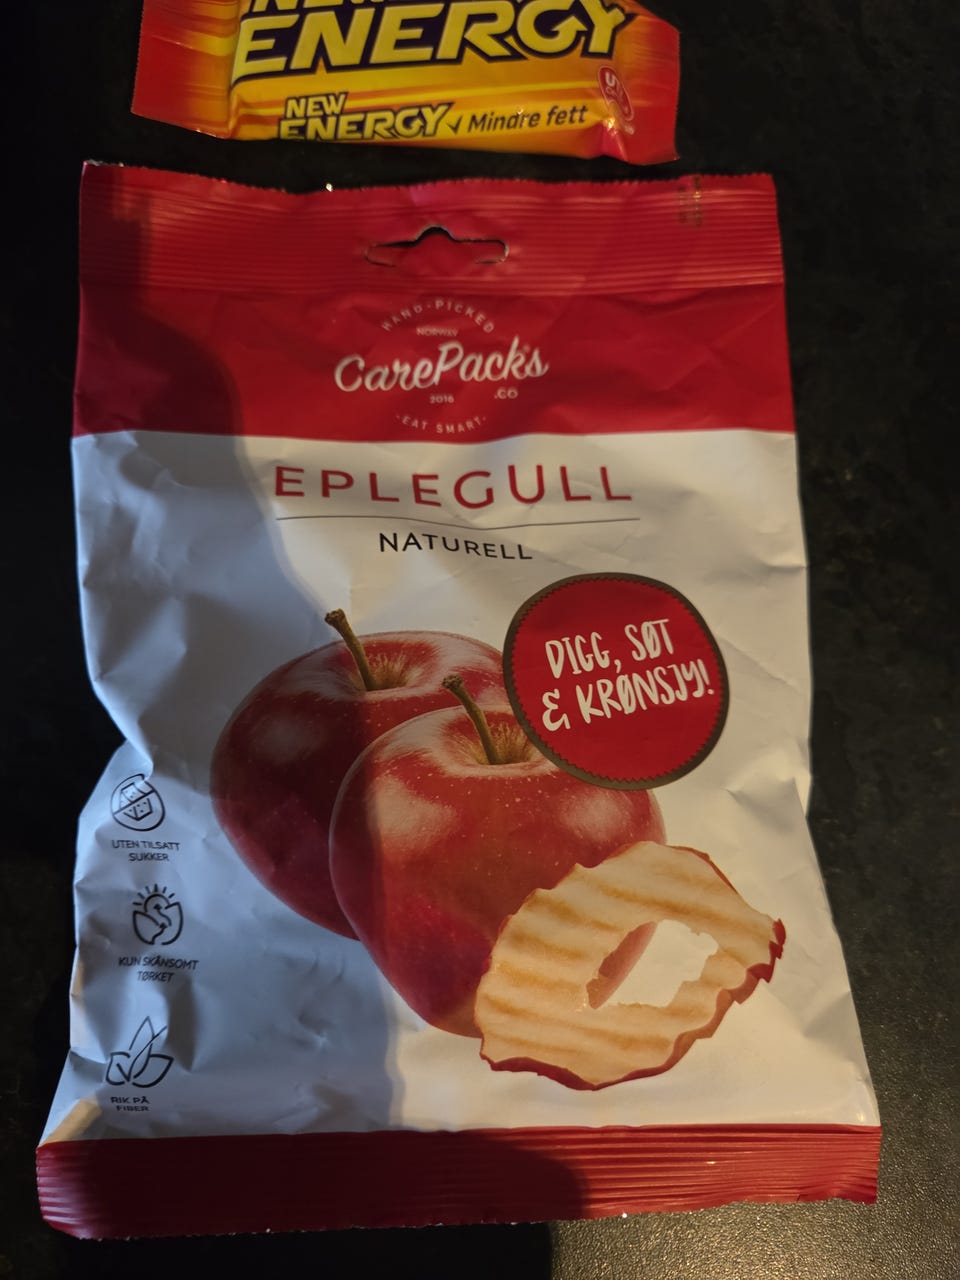 ENERGY
NEW
ENERGY ✓ Mindre fett
HAND-PICKED
NORWAY
CarePacks
.CO
2016
-EAT SMART-
EPLEGULL
NATURELL
DIGG, SØT
& KRØNSJY!
UTEN TILSATT
SUKKER
KUN SKÅNSOMT
TØRKET
RIK PÅ
FIBER